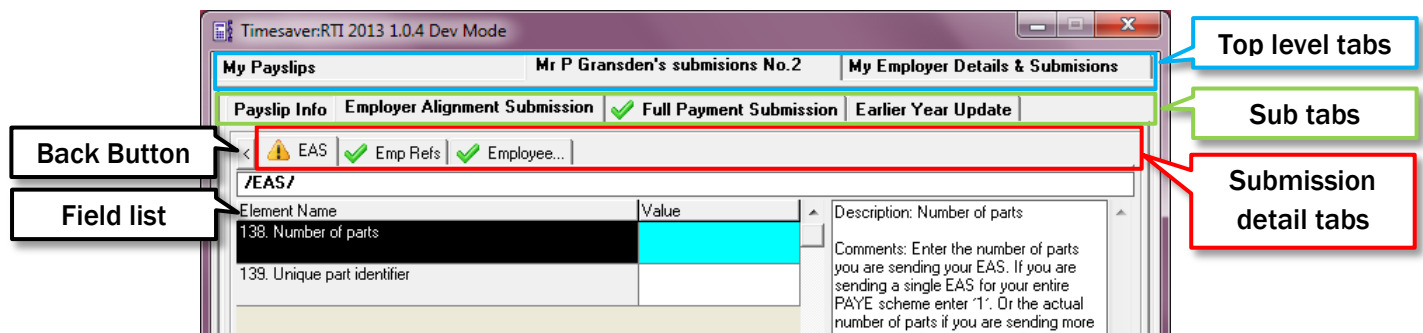 Timesaver:RTI 2013 1.0.4 Dev Mode
Top level tabs
My Payslips
Mr P Gransden's submisions No.2
My Employer Details & Submisions
Payslip Info
Employer Alignment Submission
Full Payment Submission
Earlier Year Update
Sub tabs
Back Button
<
EAS
Emp Refs
Employee...
Submission
detail tabs
/EAS/
Field list
Element Name
Value
138. Number of parts
139. Unique part identifier
Description: Number of parts
Comments: Enter the number of parts
you are sending your EAS. If you are
sending a single EAS for your entire
PAYE scheme enter '1'. Or the actual
number of parts if you are sending more